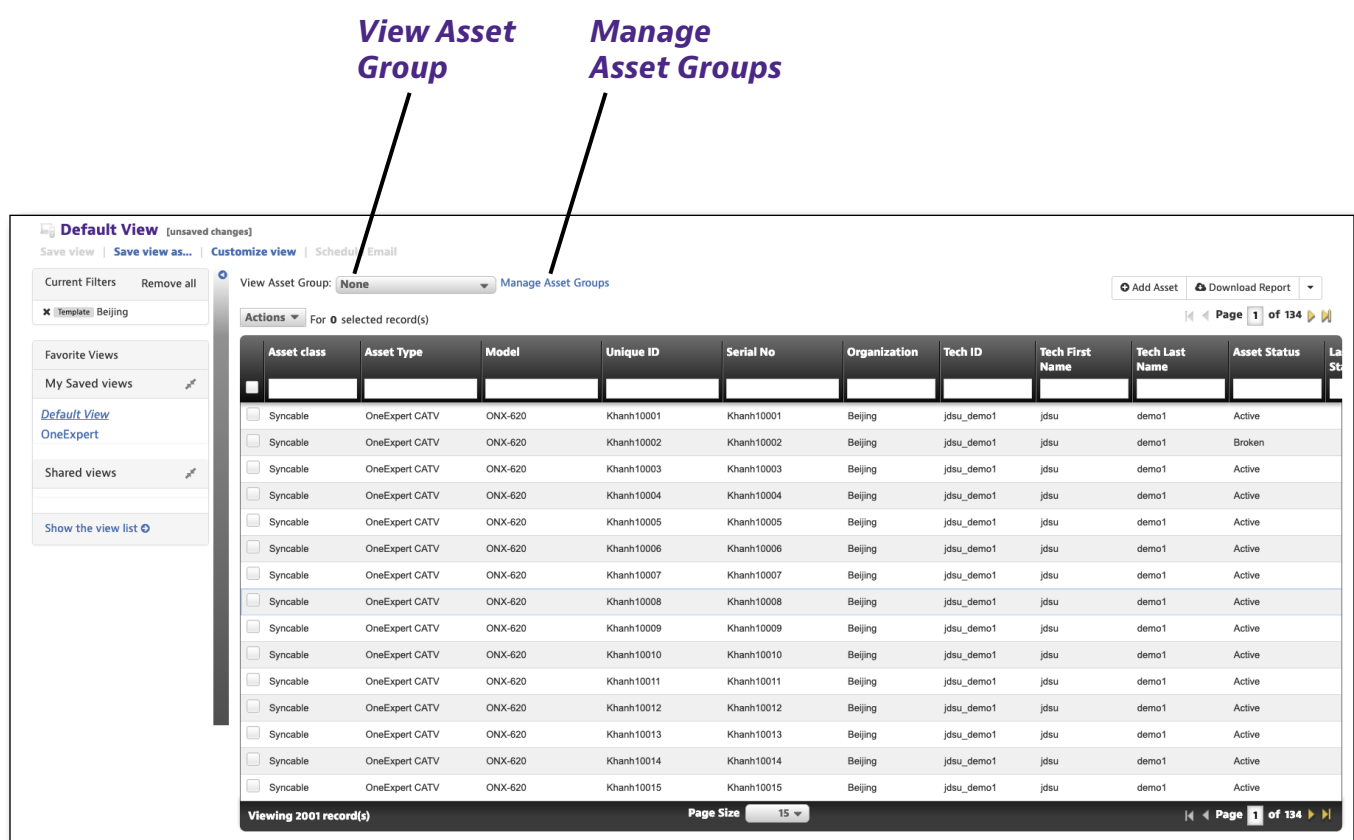 View Asset Group
Manage Asset Groups
Default View [unsaved changes]
Save view | Save view as... | Customize view | Schedule Email
Current Filters Remove all
Template Beijing
Favorite Views
My Saved views
Default View
OneExpert
Shared views
Show the view list
View Asset Group: None Manage Asset Groups
Add Asset Download Report
Actions For 0 selected record(s)
Page 1 of 134
Asset class Asset Type Model Unique ID Serial No Organization Tech ID Tech First Name Tech Last Name Asset Status
Syncable OneExpert CATV ONX-620 Khanh10001 Khanh10001 Beijing jdsu_demo1 jdsu demo1 Active
Syncable OneExpert CATV ONX-620 Khanh10002 Khanh10002 Beijing jdsu_demo1 jdsu demo1 Broken
Syncable OneExpert CATV ONX-620 Khanh10003 Khanh10003 Beijing jdsu_demo1 jdsu demo1 Active
Syncable OneExpert CATV ONX-620 Khanh10004 Khanh10004 Beijing jdsu_demo1 jdsu demo1 Active
Syncable OneExpert CATV ONX-620 Khanh10005 Khanh10005 Beijing jdsu_demo1 jdsu demo1 Active
Syncable OneExpert CATV ONX-620 Khanh10006 Khanh10006 Beijing jdsu_demo1 jdsu demo1 Active
Syncable OneExpert CATV ONX-620 Khanh10007 Khanh10007 Beijing jdsu_demo1 jdsu demo1 Active
Syncable OneExpert CATV ONX-620 Khanh10008 Khanh10008 Beijing jdsu_demo1 jdsu demo1 Active
Syncable OneExpert CATV ONX-620 Khanh10009 Khanh10009 Beijing jdsu_demo1 jdsu demo1 Active
Syncable OneExpert CATV ONX-620 Khanh10010 Khanh10010 Beijing jdsu_demo1 jdsu demo1 Active
Syncable OneExpert CATV ONX-620 Khanh10011 Khanh10011 Beijing jdsu_demo1 jdsu demo1 Active
Syncable OneExpert CATV ONX-620 Khanh10012 Khanh10012 Beijing jdsu_demo1 jdsu demo1 Active
Syncable OneExpert CATV ONX-620 Khanh10013 Khanh10013 Beijing jdsu_demo1 jdsu demo1 Active
Syncable OneExpert CATV ONX-620 Khanh10014 Khanh10014 Beijing jdsu_demo1 jdsu demo1 Active
Syncable OneExpert CATV ONX-620 Khanh10015 Khanh10015 Beijing jdsu_demo1 jdsu demo1 Active
Viewing 2001 record(s) Page Size 15 Page 1 of 134